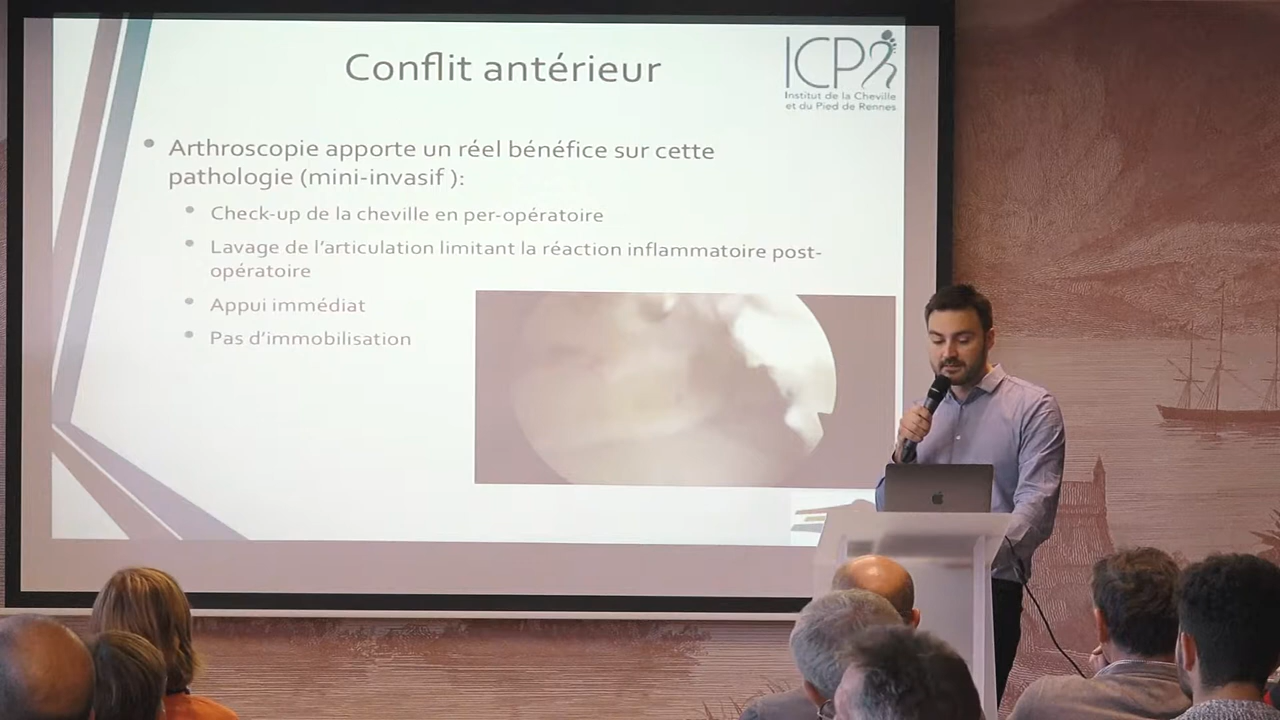 Conflit antérieur
ICP
Institut de la Cheville
et du Pied de Rennes
Arthroscopie apporte un réel bénéfice sur cette
pathologie (mini-invasif ):
Check-up de la cheville en per-opératoire
Lavage de l'articulation limitant la réaction inflammatoire post-
opératoire
Appui immédiat
Pas d'immobilisation